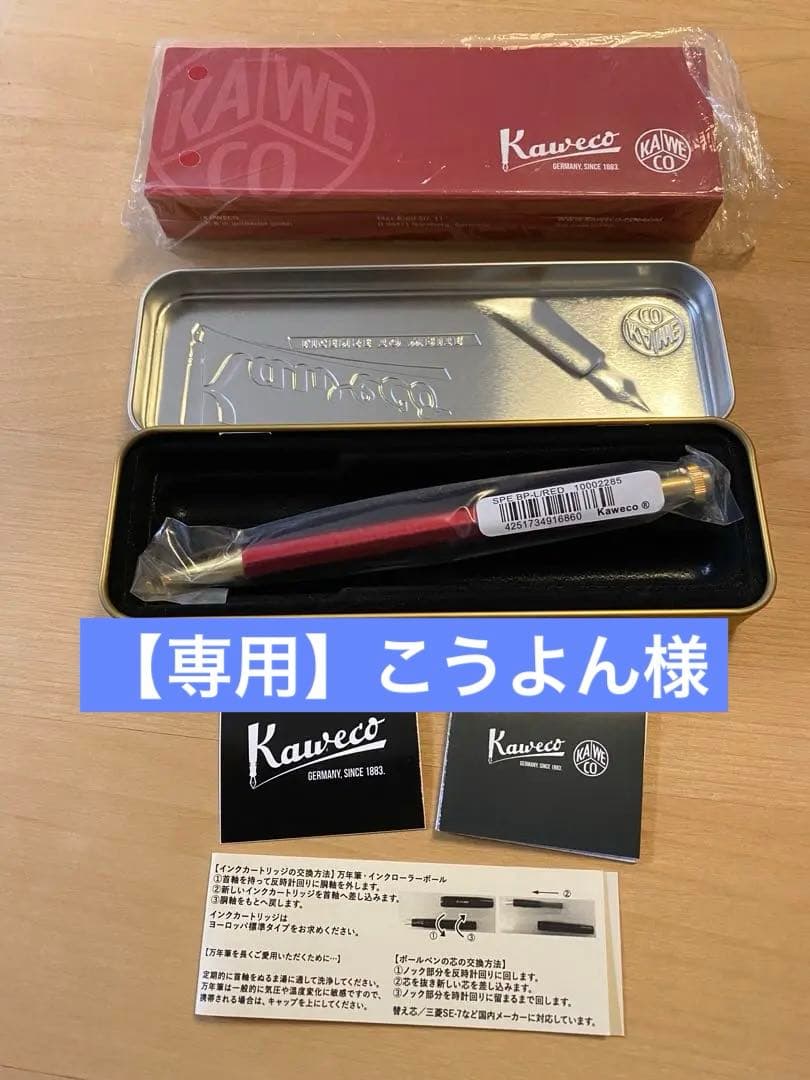 KAWECO
Kaweco
GERMANY, SINCE 1883.
KAWECO
WWW.KAWECO-PEN.COM
SPE BP-L/RED 10002285
4251734916860 Kaweco ®
【専用】こうよん様
Kaweco
GERMANY, SINCE 1883.
Kaweco
GERMANY, SINCE 1883.
KAWECO
【インクカートリッジの交換方法】万年筆・インクローラーボール
①首軸を持って反時計回りに胴軸を外します。
②新しいインクカートリッジを首軸へ差し込みます。
③胴軸をもとへ戻します。
インクカートリッジは
ヨーロッパ標準タイプをお求めください。
① ③
②
【万年筆を長くご愛用いただくために…】
定期的に首軸をぬるま湯に通して洗浄してください。
万年筆は一般的に気圧や温度変化に敏感ですので、
携帯される場合は、キャップを上にしてください。
【ボールペンの芯の交換方法】
①ノック部分を反時計回りに回します。
②芯を抜き新しい芯を差し込みます。
③ノック部分を時計回りに留まるまで回します。
替え芯／三菱SE-7など国内メーカーに対応しています。